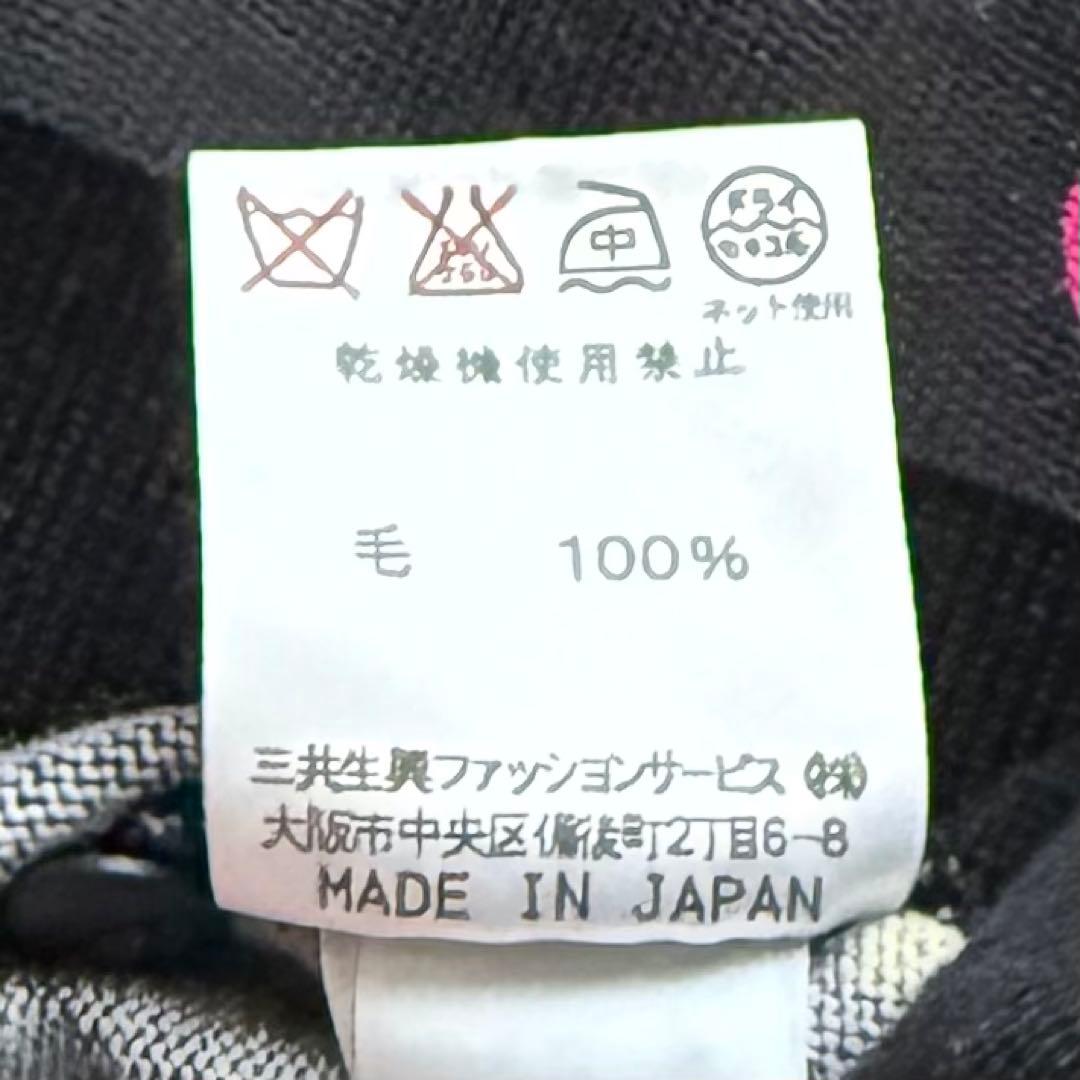 中
ドライ
ネット使用
乾燥機使用禁止
毛 100%
三共生興ファッションサービス(株)
大阪市中央区備後町2丁目6-8
MADE IN JAPAN